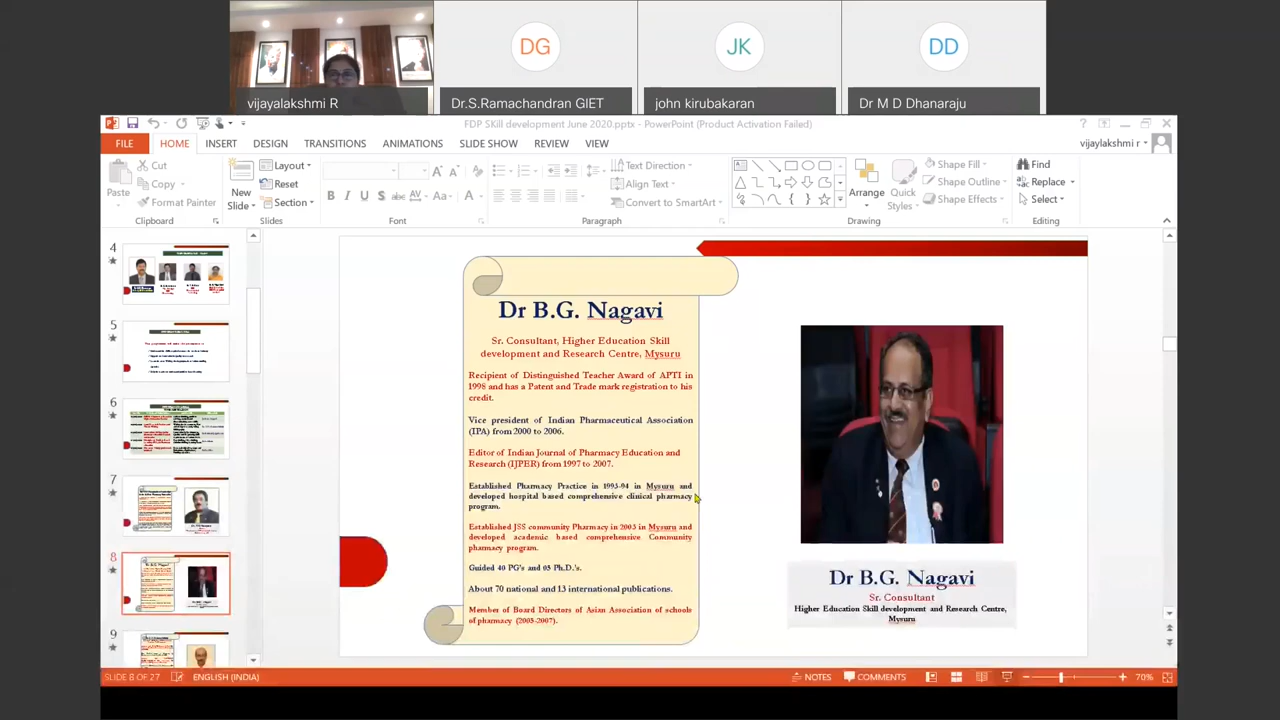 DG
JK
DD
vijayalakshmi R
Dr.S.Ramachandran GIET
john kirubakaran
Dr M D Dhanaraju
FDP SKill development June 2020.pptx - PowerPoint (Product Activation Failed)
FILE
HOME
INSERT
DESIGN
TRANSITIONS
ANIMATIONS
SLIDE SHOW
REVIEW
VIEW
vijaylakshmi r
Paste
Cut
Copy
Format Painter
Clipboard
New
Slide
Layout
Reset
Section
Slides
B I U S abc AV Aa A
Font
Text Direction
Align Text
Convert to SmartArt
Paragraph
Arrange
Quick
Styles
Shape Fill
Shape Outline
Shape Effects
Drawing
Find
Replace
Select
Editing
4
5
6
7
8
9
Dr B.G. Nagavi
Sr. Consultant, Higher Education Skill
development and Research Centre, Mysuru
Recipient of Distinguished Teacher Award of APTI in
1998 and has a Patent and Trade mark registration to his
credit.
Vice president of Indian Pharmaceutical Association
(IPA) from 2000 to 2006.
Editor of Indian Journal of Pharmacy Education and
Research (IJPER) from 1997 to 2007.
Established Pharmacy Practice in 1993-94 in Mysuru and
developed hospital based comprehensive clinical pharmacy
program.
Established JSS community Pharmacy in 2003 in Mysuru and
developed academic based comprehensive Community
pharmacy program.
Guided 40 PG's and 05 Ph.D.'s.
About 70 national and 13 international publications.
Member of Board Directors of Asian Association of schools
of pharmacy (2005-2007).
Dr B.G. Nagavi
Sr. Consultant
Higher Education Skill development and Research Centre,
Mysuru
SLIDE 8 OF 27
ENGLISH (INDIA)
NOTES
COMMENTS
70%